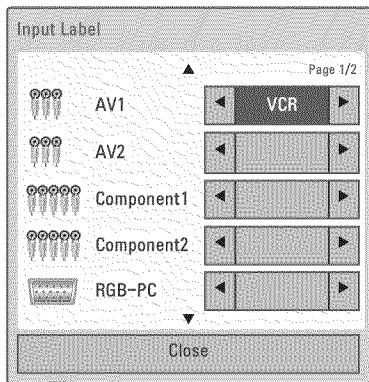 Input Label
Page 1/2
AV1 VCR
AV2
Component1
Component2
RGB-PC
Close